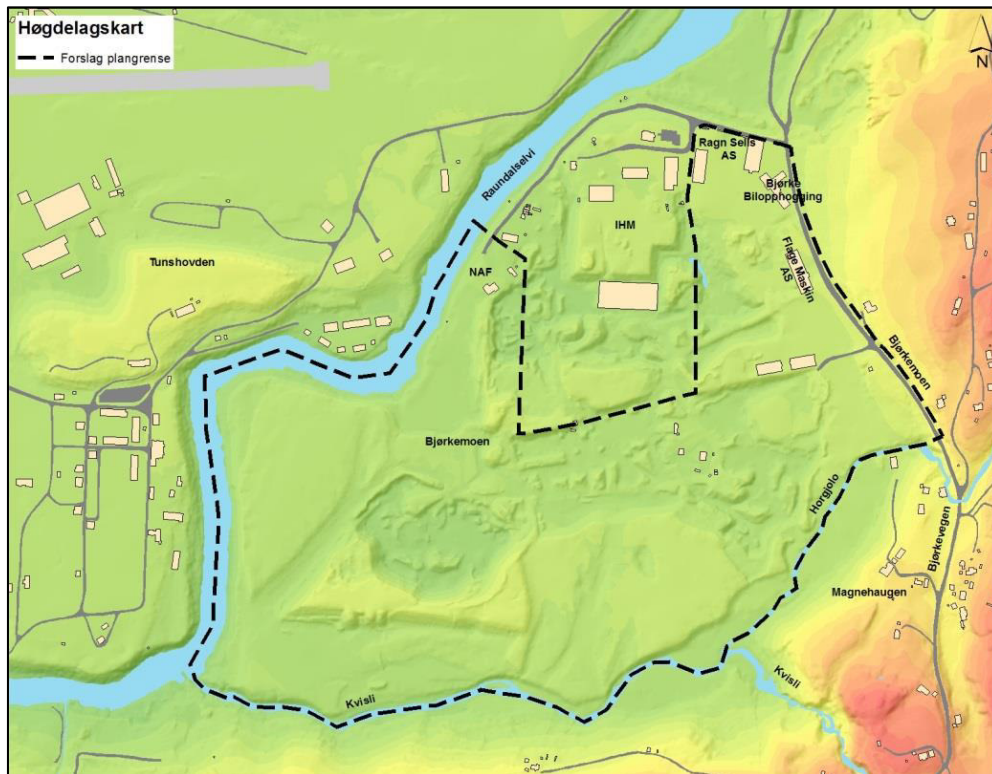 Høgdelagskart
Forslag plangrense
N
Raundalselvi
Ragn Sells
AS
Bjørke
Bilopphogging
IHM
Tunshovden
NAF
Flage Maskin
AS
Bjørkemoen
Bjørkemoen
Horgjolo
Bjørkevegen
Magnehaugen
Kvisli
Kvisli